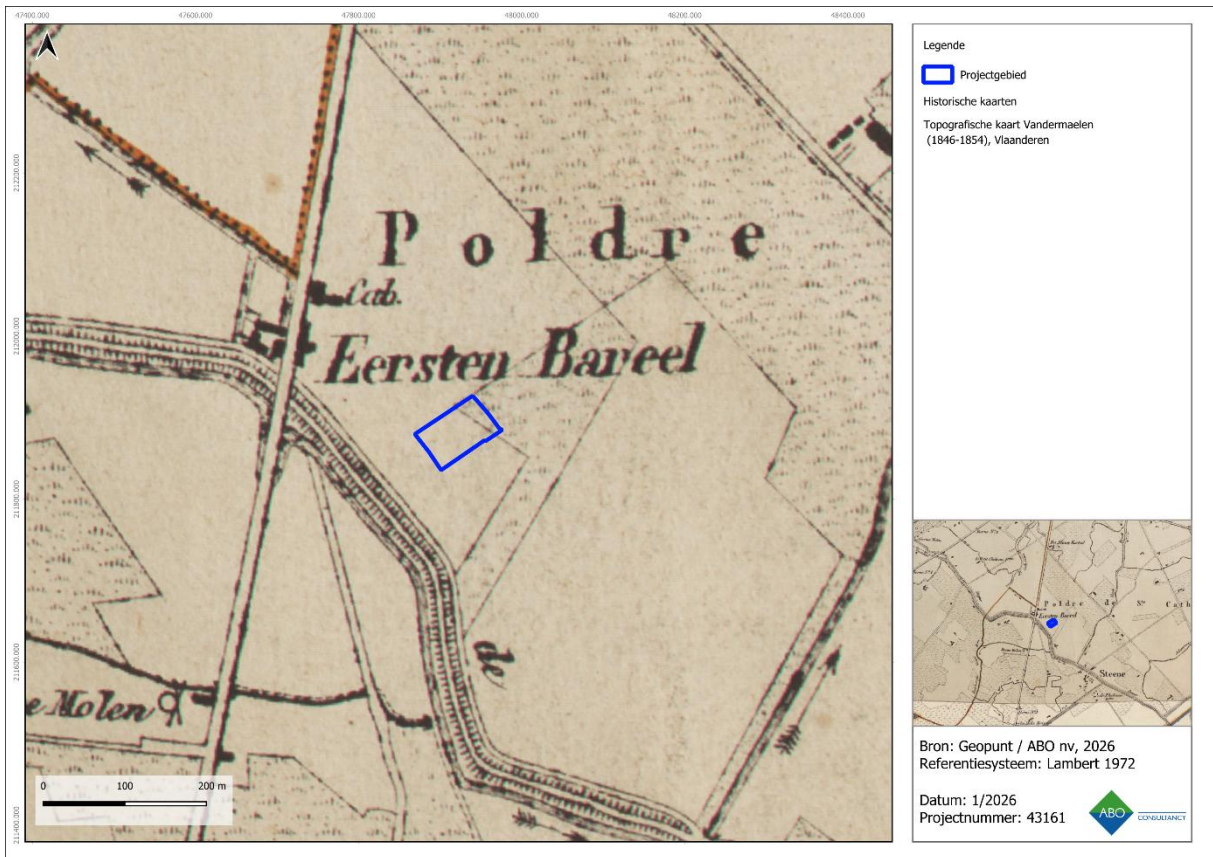 47400.000 47600.000 47800.000 48000.000 48200.000 48400.000
212200.000
212000.000
211800.000
211600.000
211400.000
Poldre
Cab.
Eersten Bareel
de
e Molen
0 100 200 m
Legende
Projectgebied
Historische kaarten
Topografische kaart Vandermaelen
(1846-1854), Vlaanderen
Poldre de Ste Cath
Eersten Bareel
Steene
Bron: Geopunt / ABO nv, 2026
Referentiesysteem: Lambert 1972
Datum: 1/2026
Projectnummer: 43161
ABO CONSULTANCY